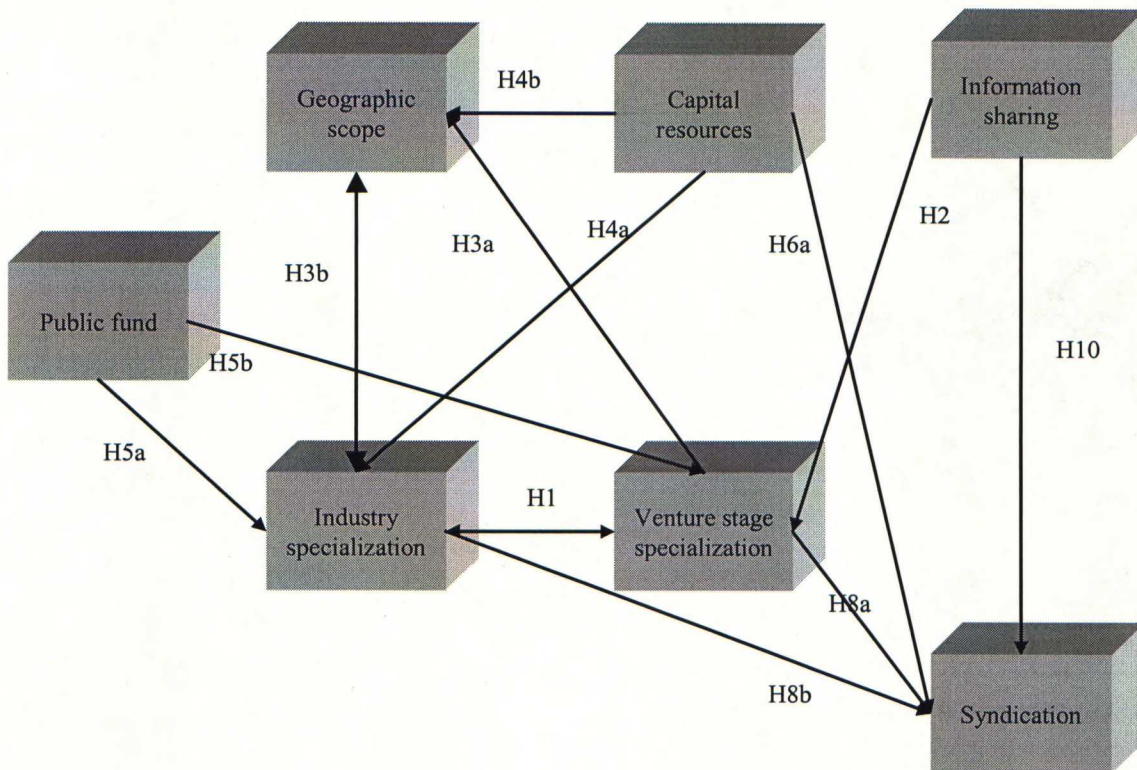 Geographic
scope
H4b
Capital
resources
Information
sharing
H2
H3a
H4a
H6a
H3b
Public fund
H10
H5b
H5a
H1
Industry
specialization
Venture stage
specialization
H8a
H8b
Syndication